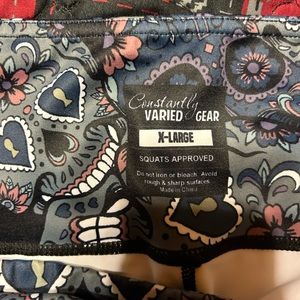 Constantly
VARIED GEAR
X-LARGE
SQUATS APPROVED
Do not iron or bleach. Avoid
rough & sharp surfaces.
Made in China